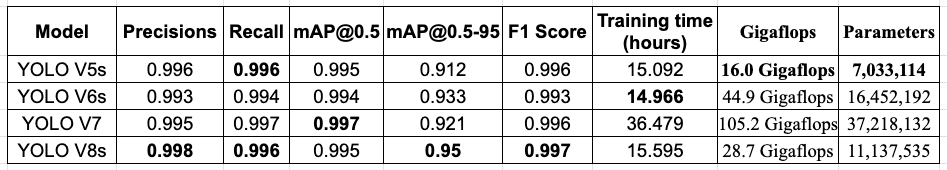 Model Precisions Recall mAP@0.5 mAP@0.5-95 F1 Score Training time (hours) Gigaflops Parameters
YOLO V5s 0.996 0.996 0.995 0.912 0.996 15.092 16.0 Gigaflops 7,033,114
YOLO V6s 0.993 0.994 0.994 0.933 0.993 14.966 44.9 Gigaflops 16,452,192
YOLO V7 0.995 0.997 0.997 0.921 0.996 36.479 105.2 Gigaflops 37,218,132
YOLO V8s 0.998 0.996 0.995 0.95 0.997 15.595 28.7 Gigaflops 11,137,535